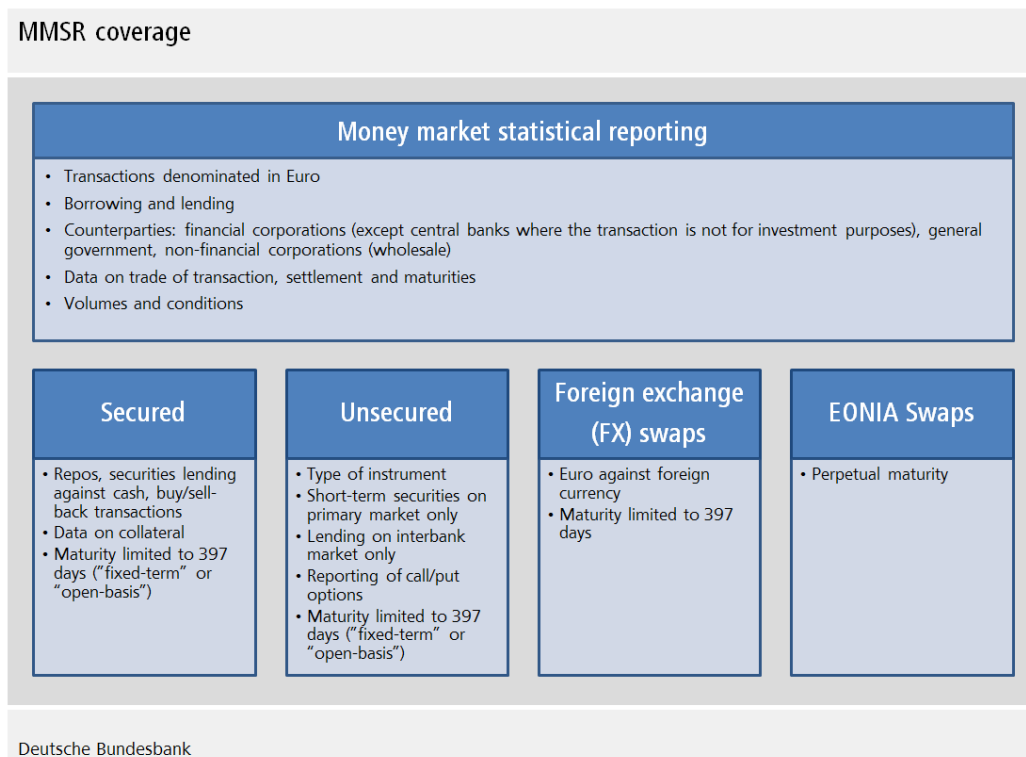 MMSR coverage
Money market statistical reporting
• Transactions denominated in Euro
• Borrowing and lending
• Counterparties: financial corporations (except central banks where the transaction is not for investment purposes), general
government, non-financial corporations (wholesale)
• Data on trade of transaction, settlement and maturities
• Volumes and conditions
Secured
• Repos, securities lending
against cash, buy/sell-
back transactions
• Data on collateral
• Maturity limited to 397
days (”fixed-term” or
“open-basis”)
Unsecured
• Type of instrument
• Short-term securities on
primary market only
• Lending on interbank
market only
• Reporting of call/put
options
• Maturity limited to 397
days (”fixed-term” or
“open-basis”)
Foreign exchange
(FX) swaps
• Euro against foreign
currency
• Maturity limited to 397
days
EONIA Swaps
• Perpetual maturity
Deutsche Bundesbank